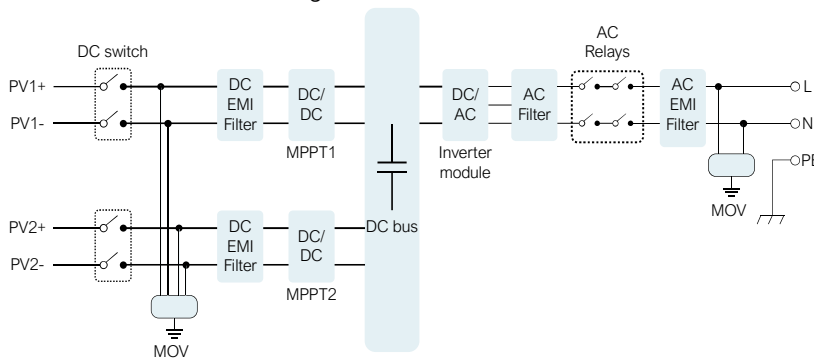 DC switch
AC
Relays
PV1+
PV1-
DC
EMI
Filter
DC/
DC
MPPT1
DC/
AC
Inverter
module
AC
Filter
AC
EMI
Filter
L
N
PE
MOV
PV2+
PV2-
DC
EMI
Filter
DC/
DC
MPPT2
DC bus
MOV